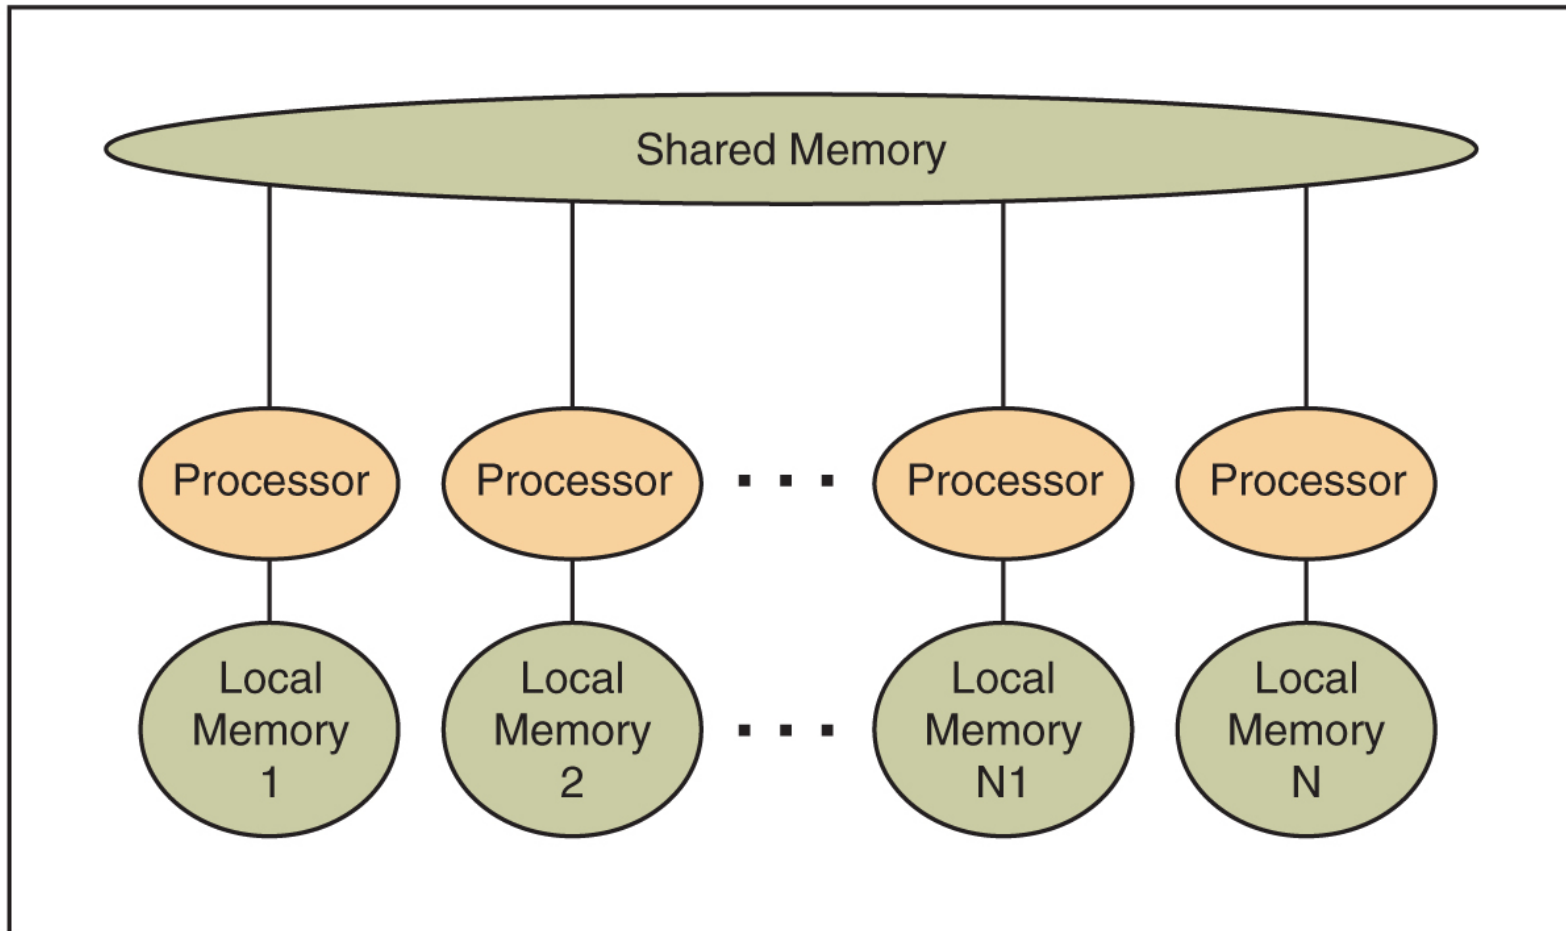 Shared Memory
Processor
Processor
Processor
Processor
Local
Memory
1
Local
Memory
2
Local
Memory
N1
Local
Memory
N